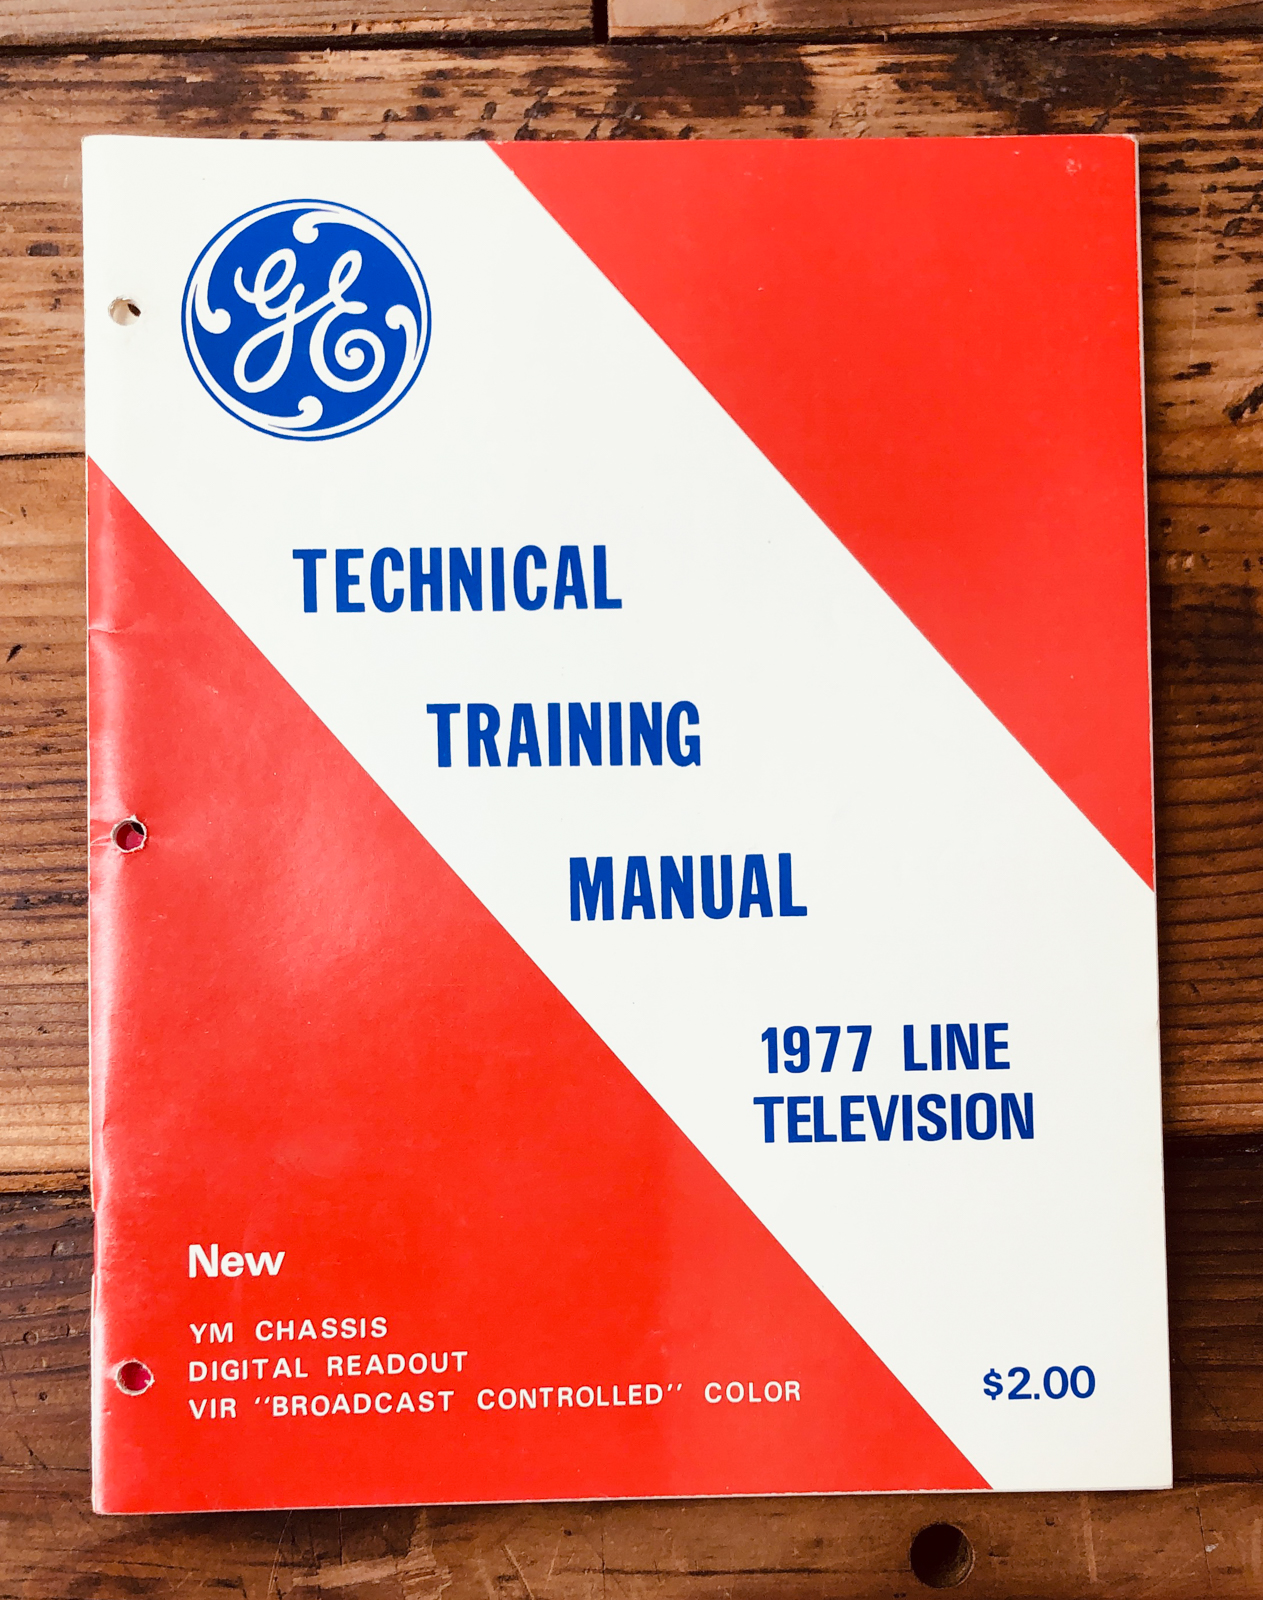 GE
TECHNICAL
TRAINING
MANUAL
1977 LINE
TELEVISION
New
YM CHASSIS
DIGITAL READOUT
VIR "BROADCAST CONTROLLED" COLOR
$2.00